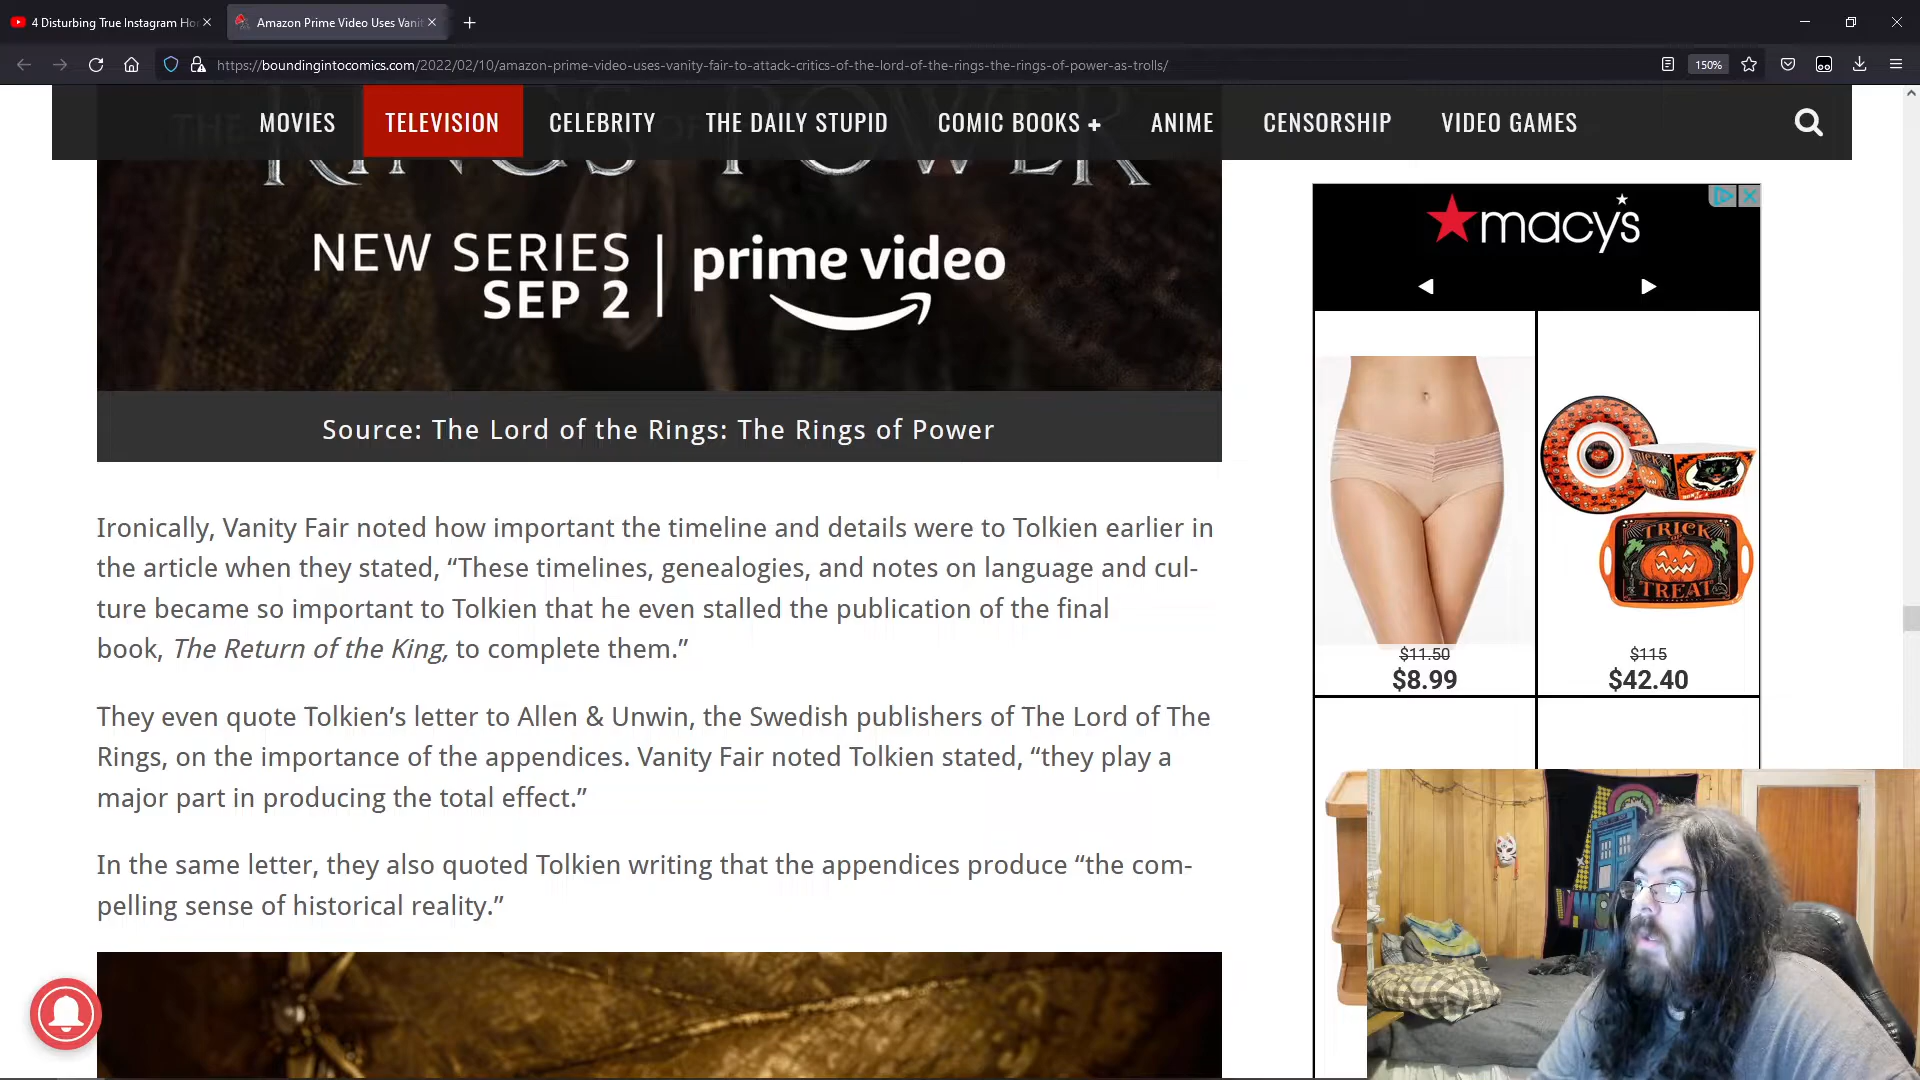 4 Disturbing True Instagram Ho
Amazon Prime Video Uses Vanit
https://boundingintocomics.com/2022/02/10/amazon-prime-video-uses-vanity-fair-to-attack-critics-of-the-lord-of-the-rings-the-rings-of-power-as-trolls/
150%
MOVIES TELEVISION CELEBRITY THE DAILY STUPID COMIC BOOKS + ANIME CENSORSHIP VIDEO GAMES
RINGS POWER
NEW SERIES
SEP 2
prime video
Source: The Lord of the Rings: The Rings of Power
Ironically, Vanity Fair noted how important the timeline and details were to Tolkien earlier in
the article when they stated, “These timelines, genealogies, and notes on language and cul-
ture became so important to Tolkien that he even stalled the publication of the final
book, The Return of the King, to complete them.”
They even quote Tolkien’s letter to Allen & Unwin, the Swedish publishers of The Lord of The
Rings, on the importance of the appendices. Vanity Fair noted Tolkien stated, “they play a
major part in producing the total effect.”
In the same letter, they also quoted Tolkien writing that the appendices produce “the com-
pelling sense of historical reality.”
macys
TRICK
TREAT
$11.50
$8.99
$115
$42.40